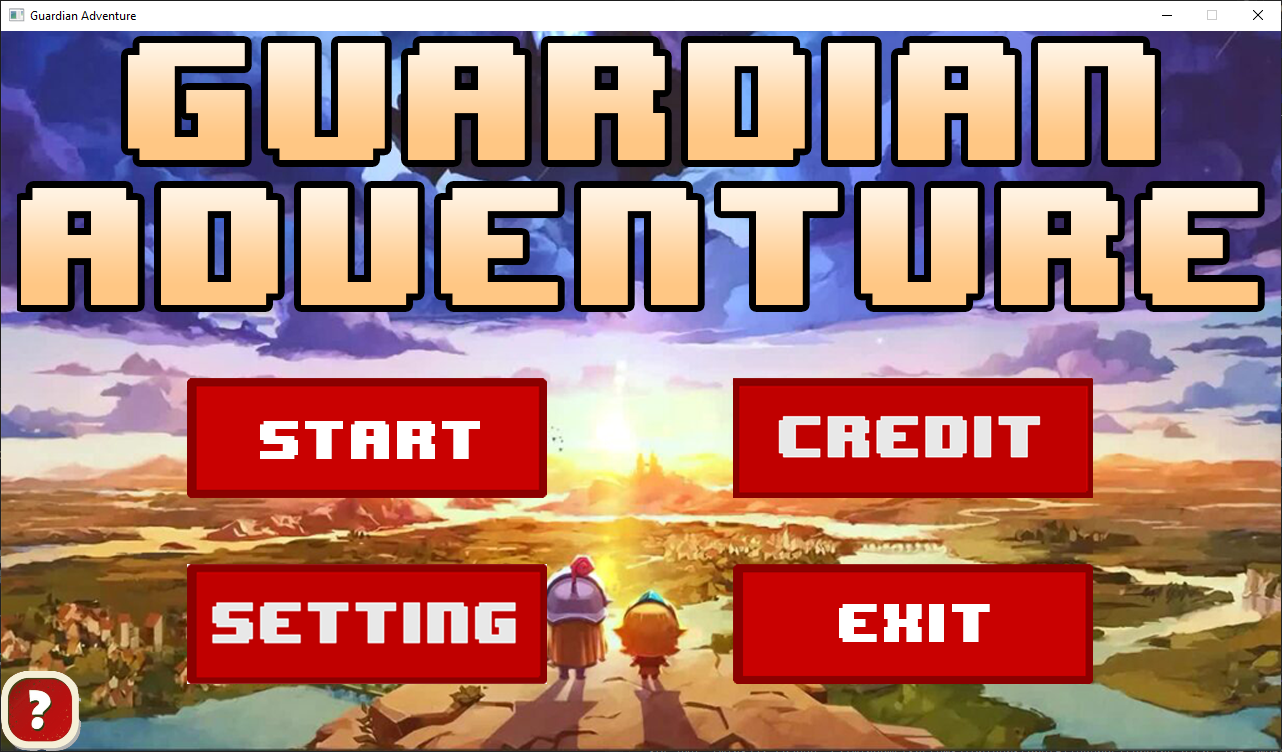 Guardian Adventure
GUARDIAN
ADVENTURE
START
CREDIT
SETTING
EXIT
?